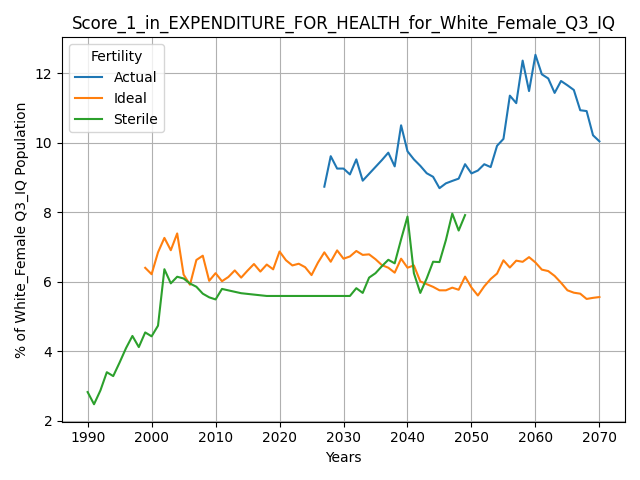 Score_1_in_EXPENDITURE_FOR_HEALTH_for_White_Female_Q3_IQ
Fertility
Actual
Ideal
Sterile
% of White_Female Q3_IQ Population
12
10
8
6
4
2
1990 2000 2010 2020 2030 2040 2050 2060 2070
Years